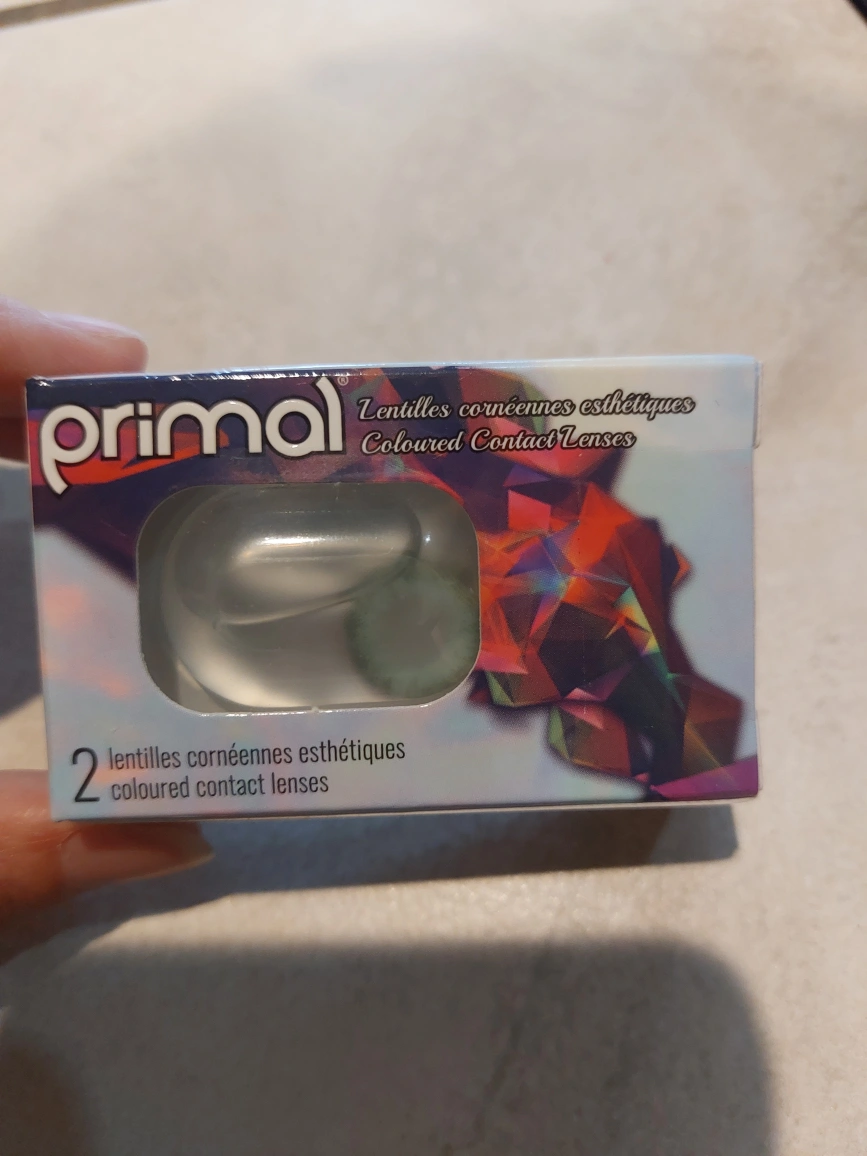 primal®
Lentilles cornéennes esthétiques
Coloured Contact Lenses
2 lentilles cornéennes esthétiques
coloured contact lenses